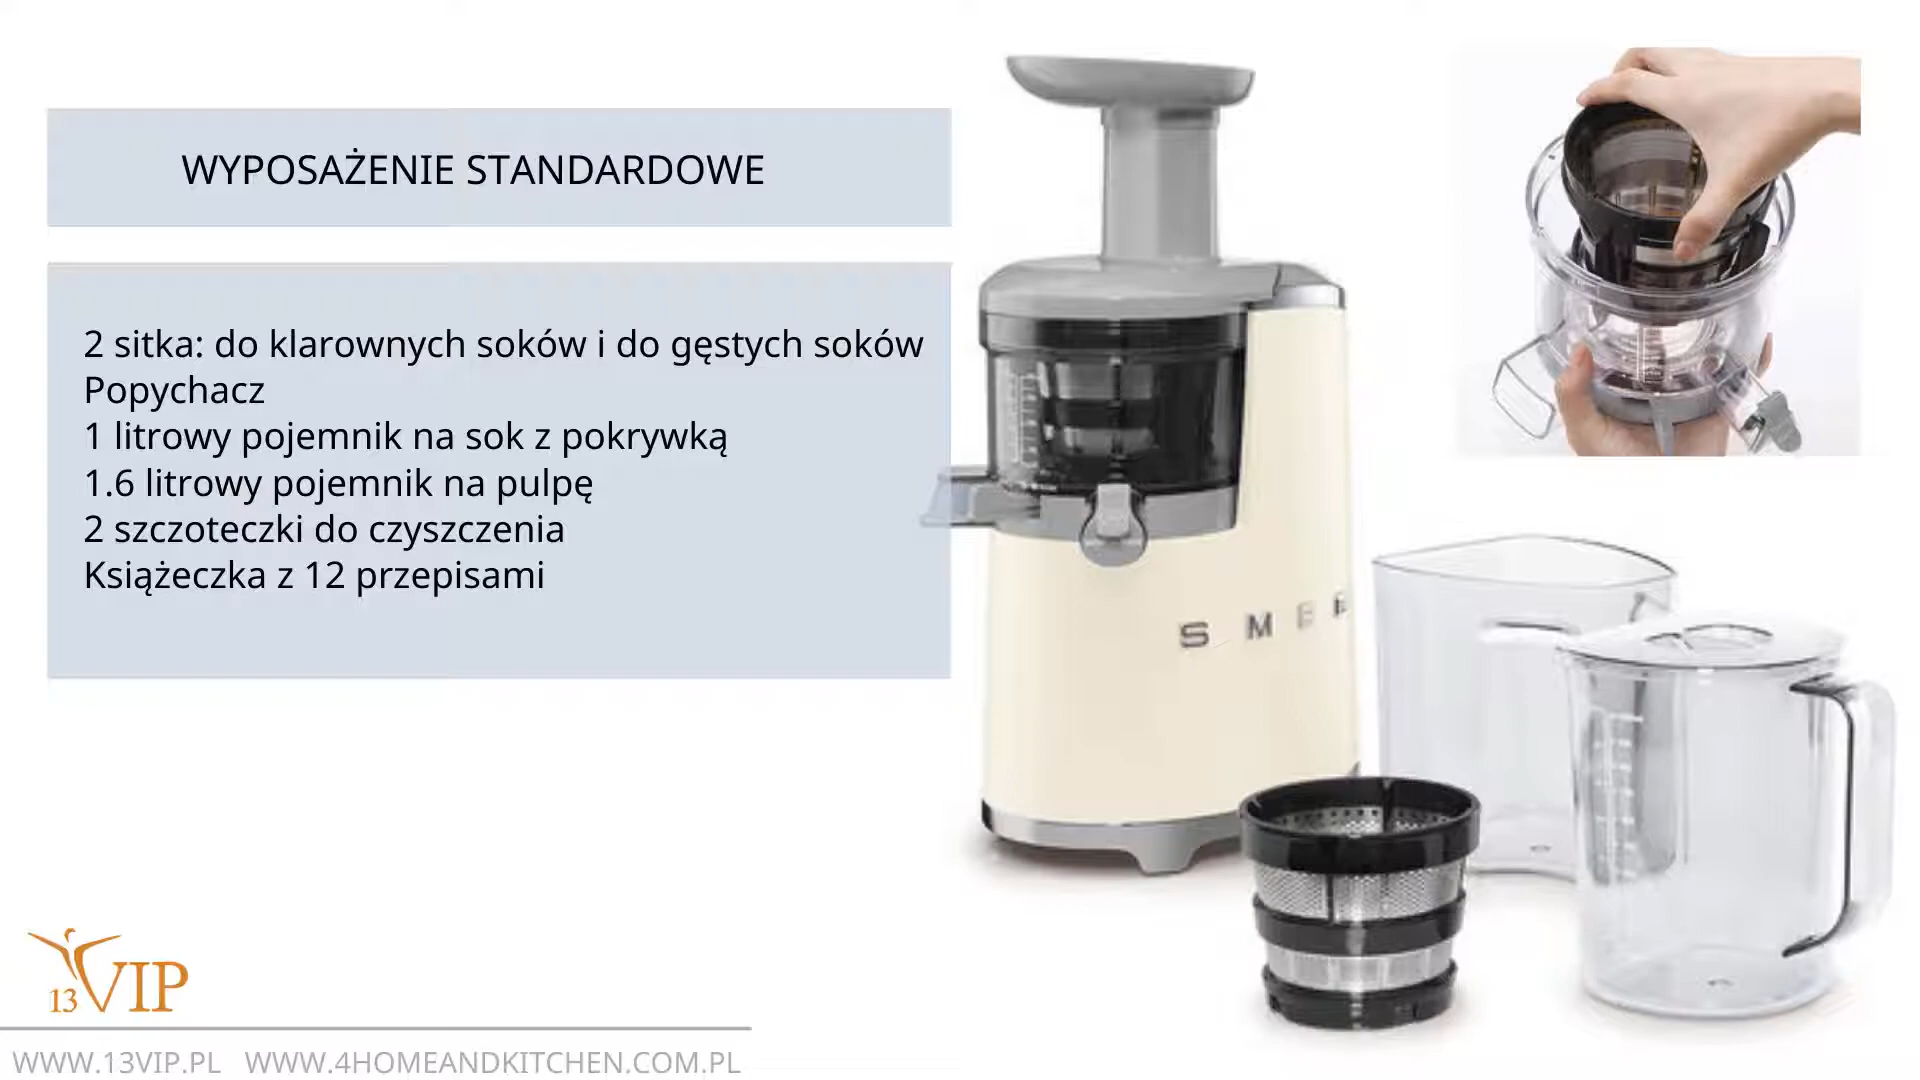 WYPOSAŻENIE STANDARDOWE
2 sitka: do klarownych soków i do gęstych soków
Popychacz
1 litrowy pojemnik na sok z pokrywką
1.6 litrowy pojemnik na pulpę
2 szczoteczki do czyszczenia
Książeczka z 12 przepisami
SMEG
13VIP
WWW.13VIP.PL WWW.4HOMEANDKITCHEN.COM.PL